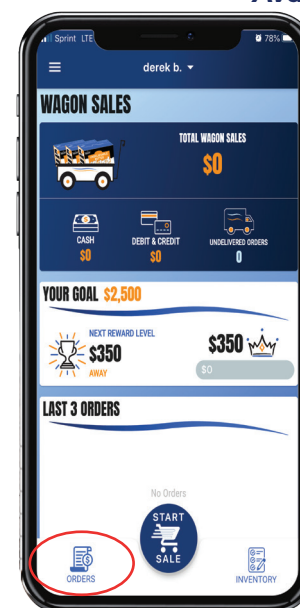 Sprint LTE 78%
derek b.
WAGON SALES
TOTAL WAGON SALES
$0
CASH
$0
DEBIT & CREDIT
$0
UNDELIVERED ORDERS
0
YOUR GOAL $2,500
NEXT REWARD LEVEL
$350
AWAY
$350
$0
LAST 3 ORDERS
No Orders
START
SALE
ORDERS
INVENTORY